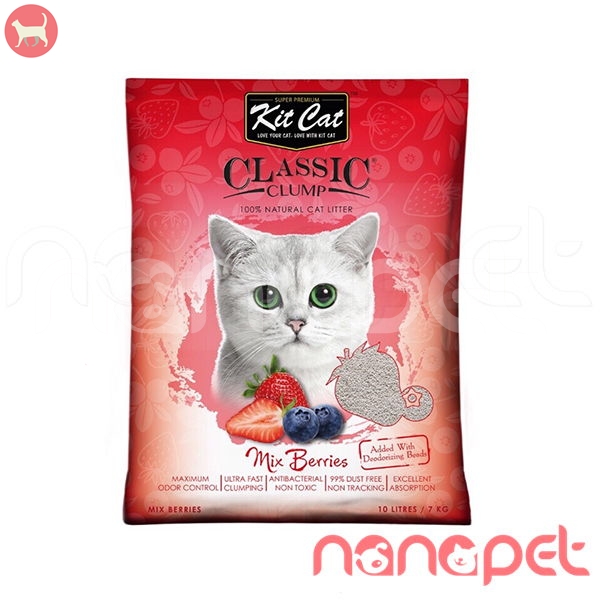 SUPER PREMIUM
Kit Cat
LOVE YOUR CAT- LOVE WITH KIT CAT
CLASSIC®
CLUMP
100% NATURAL CAT LITTER
nanapet
Mix Berries
Added With
Deodorizing Beads
MAXIMUM
ODOR CONTROL
ULTRA FAST
CLUMPING
ANTIBACTERIAL
NON TOXIC
99% DUST FREE
NON TRACKING
EXCELLENT
ABSORPTION
MIX BERRIES
10 LITRES / 7 KG
nanapet